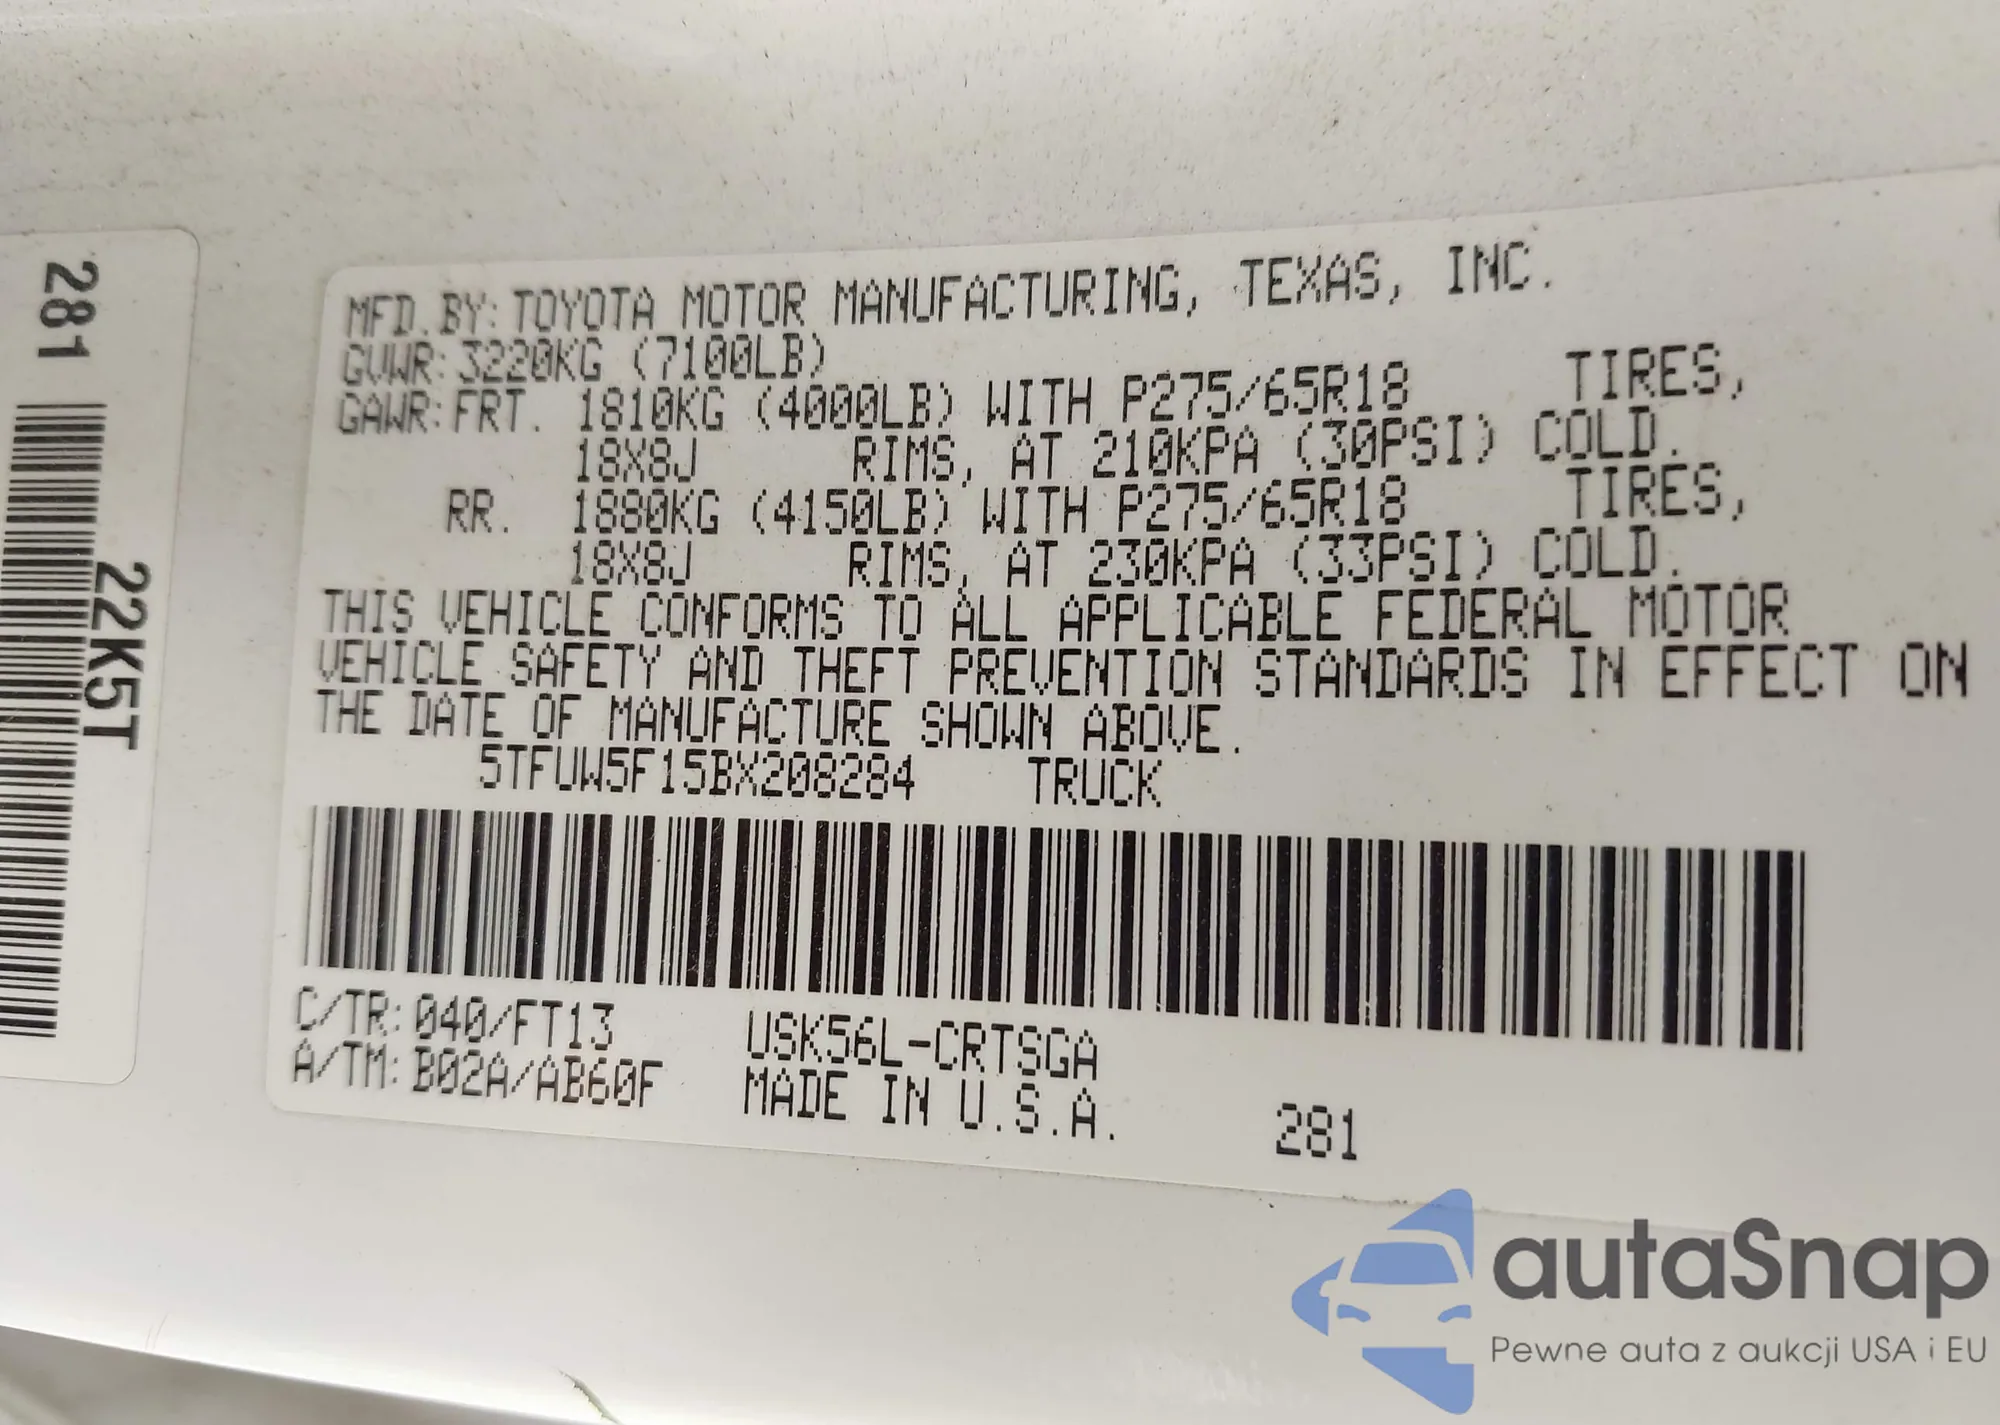 281
22K5T
MFD.BY:TOYOTA MOTOR MANUFACTURING, TEXAS, INC.
GVWR:3220KG (7100LB)
GAWR:FRT. 1810KG (4000LB) WITH P275/65R18 TIRES,
18X8J RIMS, AT 210KPA (30PSI) COLD.
RR. 1880KG (4150LB) WITH P275/65R18 TIRES,
18X8J RIMS, AT 230KPA (33PSI) COLD.
THIS VEHICLE CONFORMS TO ALL APPLICABLE FEDERAL MOTOR
VEHICLE SAFETY AND THEFT PREVENTION STANDARDS IN EFFECT ON
THE DATE OF MANUFACTURE SHOWN ABOVE.
5TFUW5F15BX208284 TRUCK
C/TR:040/FT13 USK56L-CRTSGA
A/TM:B02A/AB60F MADE IN U.S.A. 281
autaSnap
Pewne auta z aukcji USA i EU